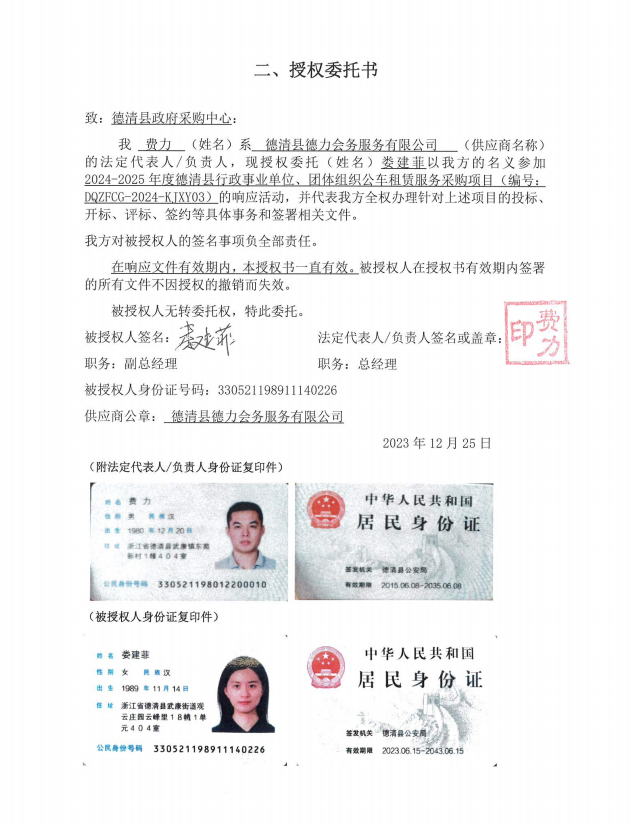 二、授权委托书
致：德清县政府采购中心：
我 费力 （姓名）系 德清县德力会务服务有限公司 （供应商名称）
的法定代表人/负责人，现授权委托（姓名）娄建菲以我方的名义参加
2024-2025 年度德清县行政事业单位、团体组织公车租赁服务采购项目（编号：
DQZFCG-2024-KJXY03）的响应活动，并代表我方全权办理针对上述项目的投标、
开标、评标、签约等具体事务和签署相关文件。
我方对被授权人的签名事项负全部责任。
在响应文件有效期内，本授权书一直有效。被授权人在授权书有效期内签署
的所有文件不因授权的撤销而失效。
被授权人无转委托权，特此委托。
被授权人签名：娄建菲 法定代表人/负责人签名或盖章： 费力印
职务：副总经理 职务：总经理
被授权人身份证号码：330521198911140226
供应商公章： 德清县德力会务服务有限公司
2023 年 12 月 25 日
（附法定代表人/负责人身份证复印件）
姓名 费力
性别 男 民族 汉
出生 1980 年 12 月 20 日
住址 浙江省德清县武康镇东苑
新村1幢404室
公民身份号码 330521198012200010
中华人民共和国
居民身份证
签发机关 德清县公安局
有效期限 2015.06.08-2035.06.08
（被授权人身份证复印件）
姓名 娄建菲
性别 女 民族 汉
出生 1989 年 11 月 14 日
住址 浙江省德清县武康街道观
云庄园云峰里18幢1单
元404室
公民身份号码 330521198911140226
中华人民共和国
居民身份证
签发机关 德清县公安局
有效期限 2023.06.15-2043.06.15